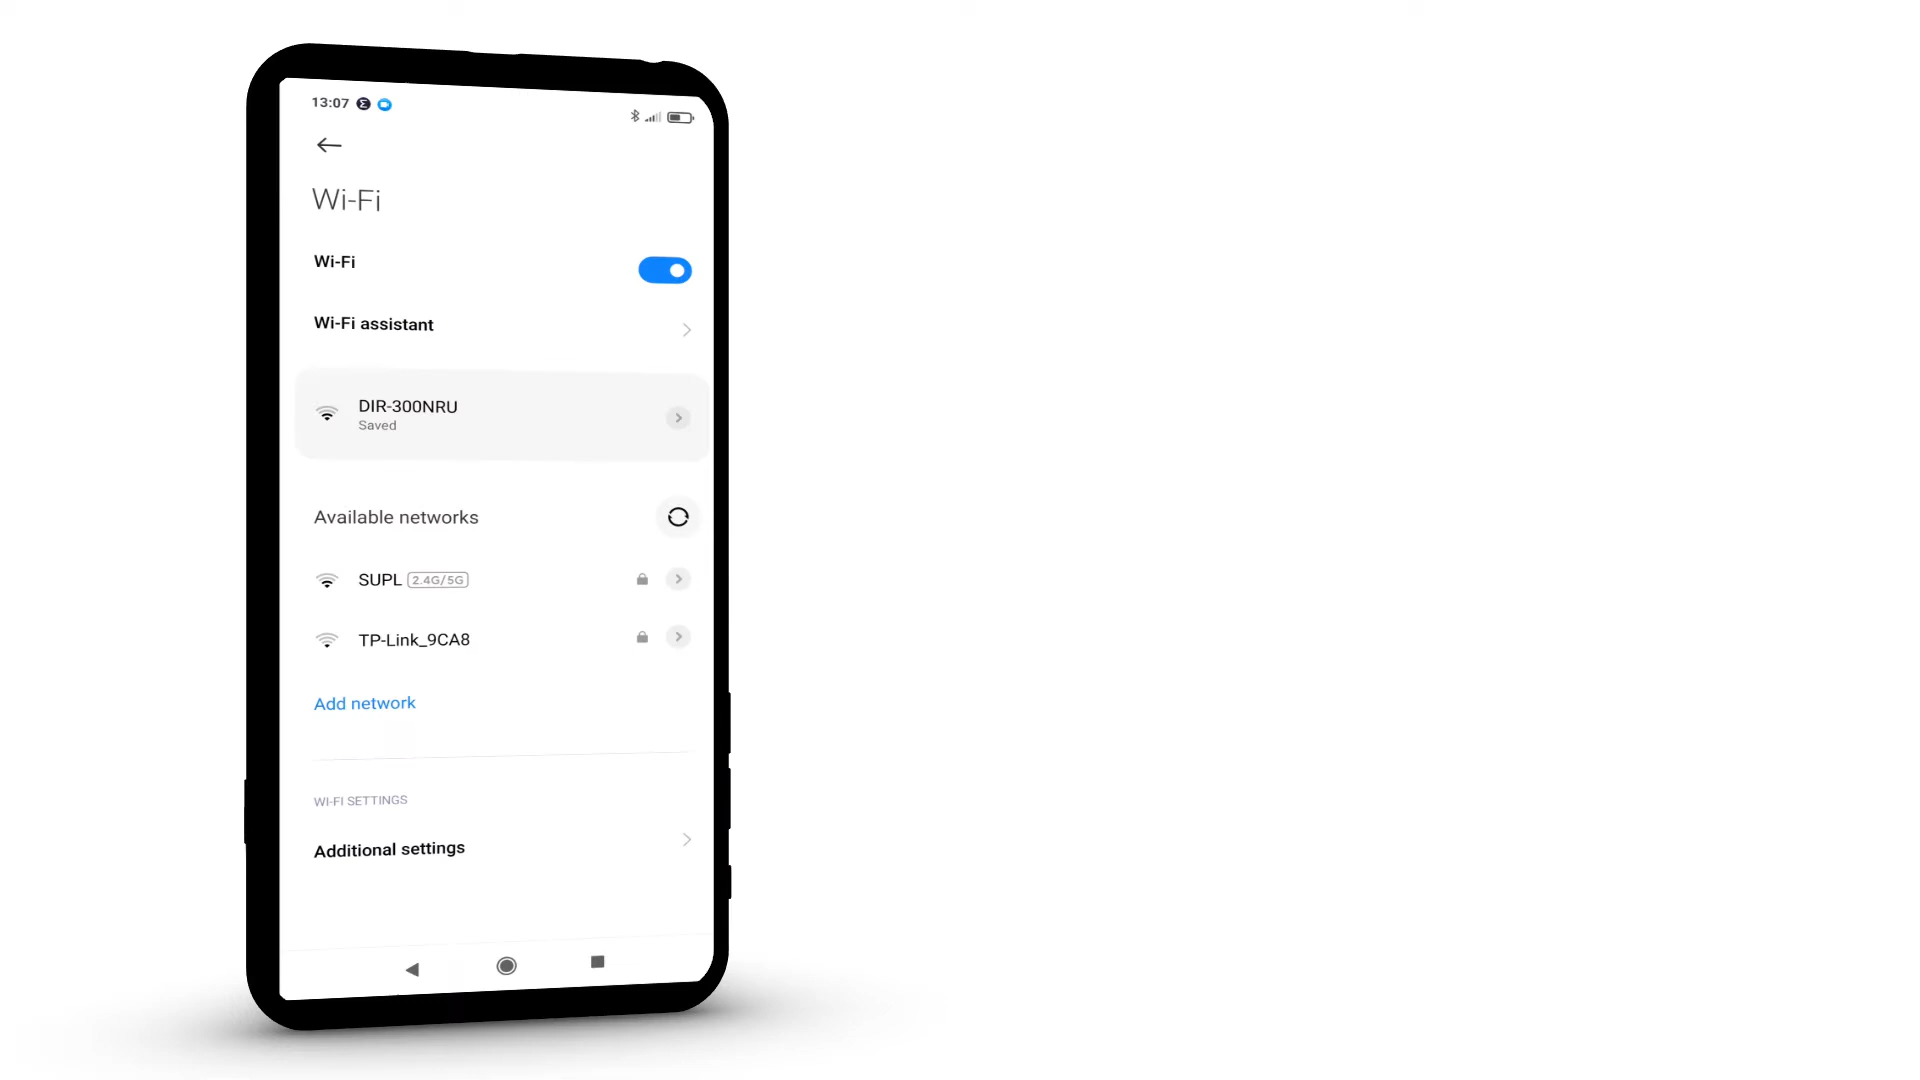 13:07
Wi-Fi
Wi-Fi
Wi-Fi assistant
DIR-300NRU
Saved
Available networks
SUPL 2.4G/5G
TP-Link_9CA8
Add network
WI-FI SETTINGS
Additional settings